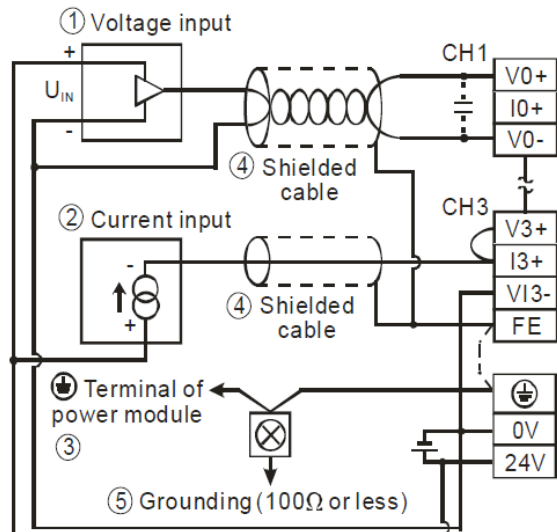 ① Voltage input
+
UIN
-
④ Shielded
cable
CH1
V0+
I0+
V0-
② Current input
-
+
④ Shielded
cable
CH3
V3+
I3+
VI3-
FE
Terminal of
power module
③
⑤ Grounding (100Ω or less)
0V
24V